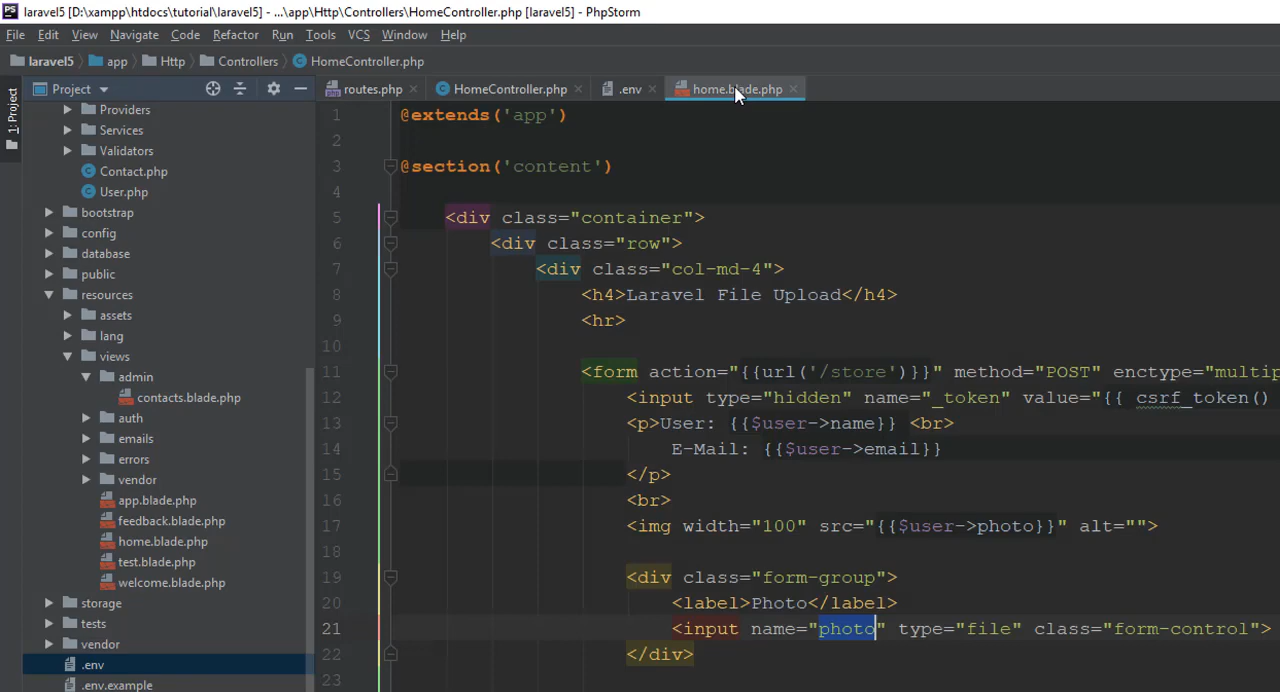 PS laravel5 [D:\xampp\htdocs\tutorial\laravel5] - ...\app\Http\Controllers\HomeController.php [laravel5] - PhpStorm
File Edit View Navigate Code Refactor Run Tools VCS Window Help
laravel5 app Http Controllers HomeController.php
1: Project
Project
routes.php HomeController.php .env home.blade.php
Providers
Services
Validators
Contact.php
User.php
bootstrap
config
database
public
resources
assets
lang
views
admin
contacts.blade.php
auth
emails
errors
vendor
app.blade.php
feedback.blade.php
home.blade.php
test.blade.php
welcome.blade.php
storage
tests
vendor
.env
.env.example
1 @extends('app')
2
3 @section('content')
4
5 <div class="container">
6 <div class="row">
7 <div class="col-md-4">
8 <h4>Laravel File Upload</h4>
9 <hr>
10
11 <form action="{{url('/store')}}" method="POST" enctype="multip
12 <input type="hidden" name="_token" value="{{ csrf_token()
13 <p>User: {{$user->name}} <br>
14 E-Mail: {{$user->email}}
15 </p>
16 <br>
17 <img width="100" src="{{$user->photo}}" alt="">
18
19 <div class="form-group">
20 <label>Photo</label>
21 <input name="photo" type="file" class="form-control">
22 </div>
23